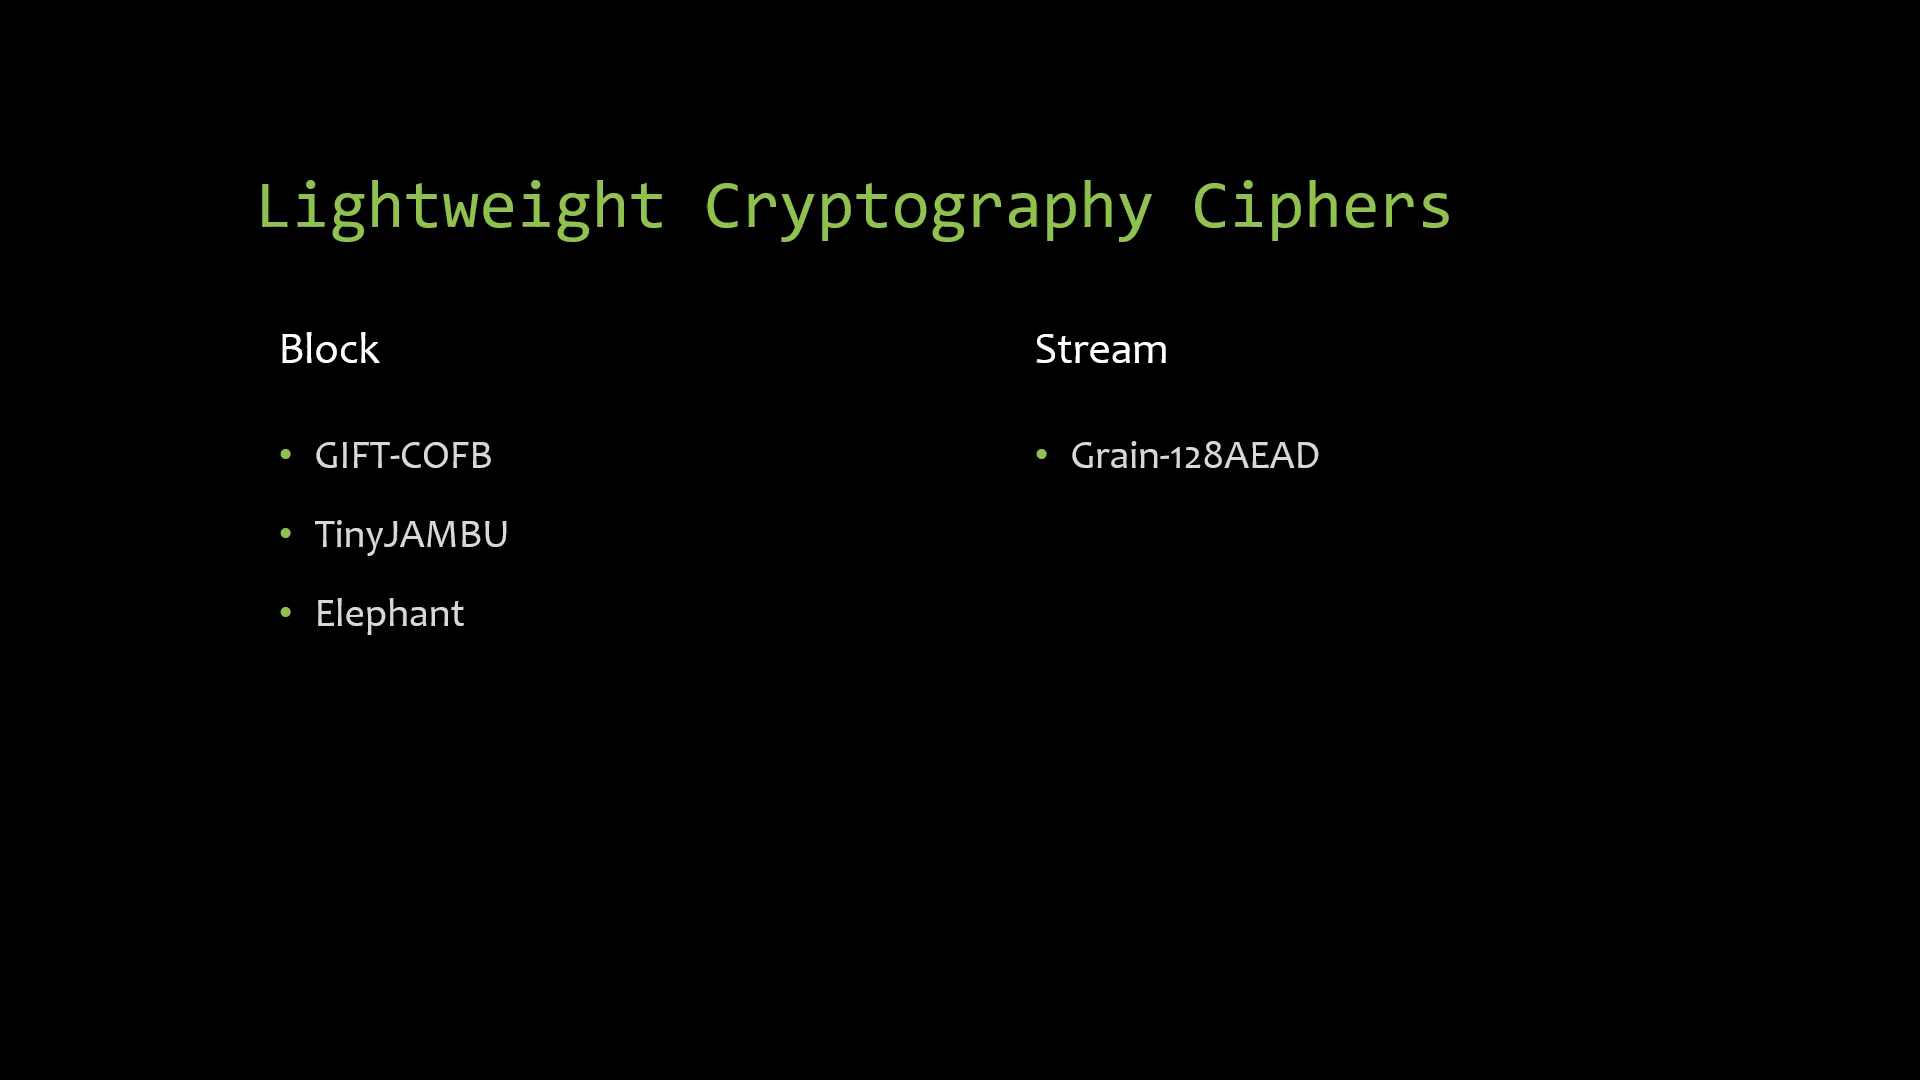 Lightweight Cryptography Ciphers
Block
• GIFT-COFB
• TinyJAMBU
• Elephant
Stream
• Grain-128AEAD